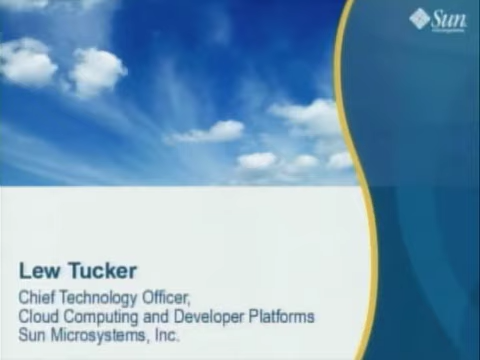 Sun
Lew Tucker
Chief Technology Officer,
Cloud Computing and Developer Platforms
Sun Microsystems, Inc.